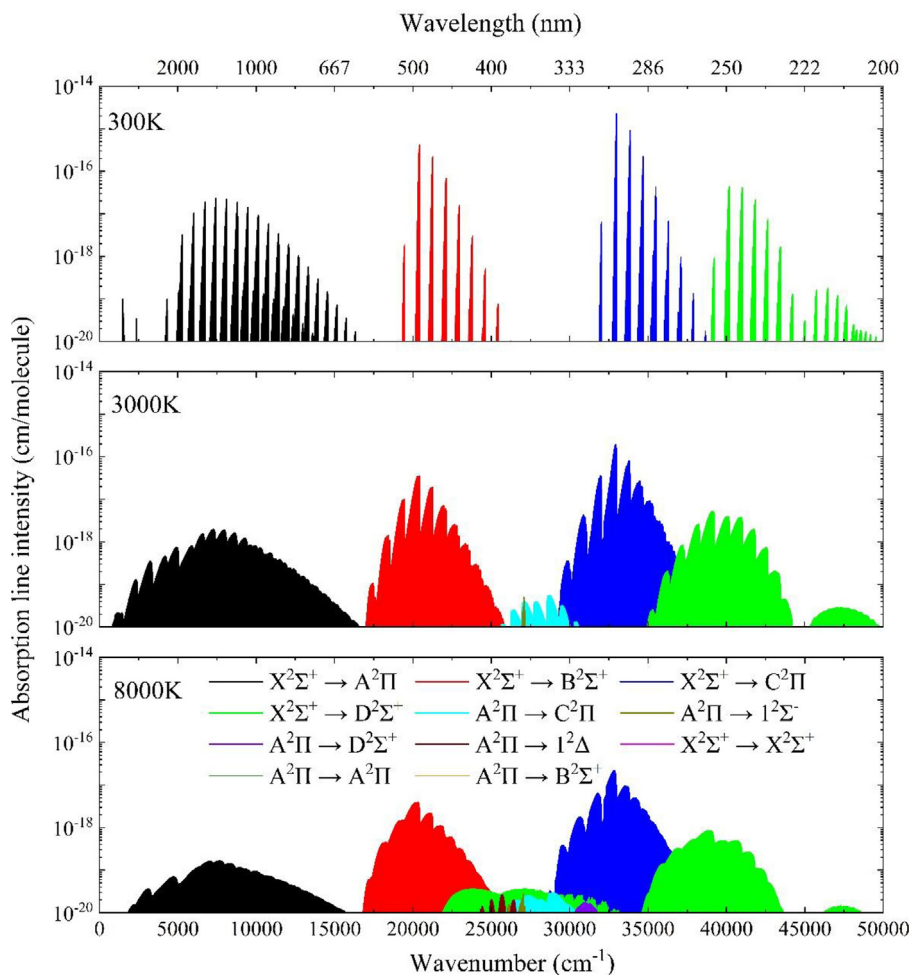 Wavelength (nm)
2000 1000 667 500 400 333 286 250 222 200
Absorption line intensity (cm/molecule)
10⁻¹⁴
300K
10⁻¹⁶
10⁻¹⁸
10⁻²⁰
10⁻¹⁴
3000K
10⁻¹⁶
10⁻¹⁸
10⁻²⁰
10⁻¹⁴
8000K
X²Σ⁺ → A²Π X²Σ⁺ → B²Σ⁺ X²Σ⁺ → C²Π
X²Σ⁺ → D²Σ⁺ A²Π → C²Π A²Π → 1²Σ⁻
A²Π → D²Σ⁺ A²Π → 1²Δ X²Σ⁺ → X²Σ⁺
A²Π → A²Π A²Π → B²Σ⁺
10⁻¹⁶
10⁻¹⁸
10⁻²⁰
0 5000 10000 15000 20000 25000 30000 35000 40000 45000 50000
Wavenumber (cm⁻¹)